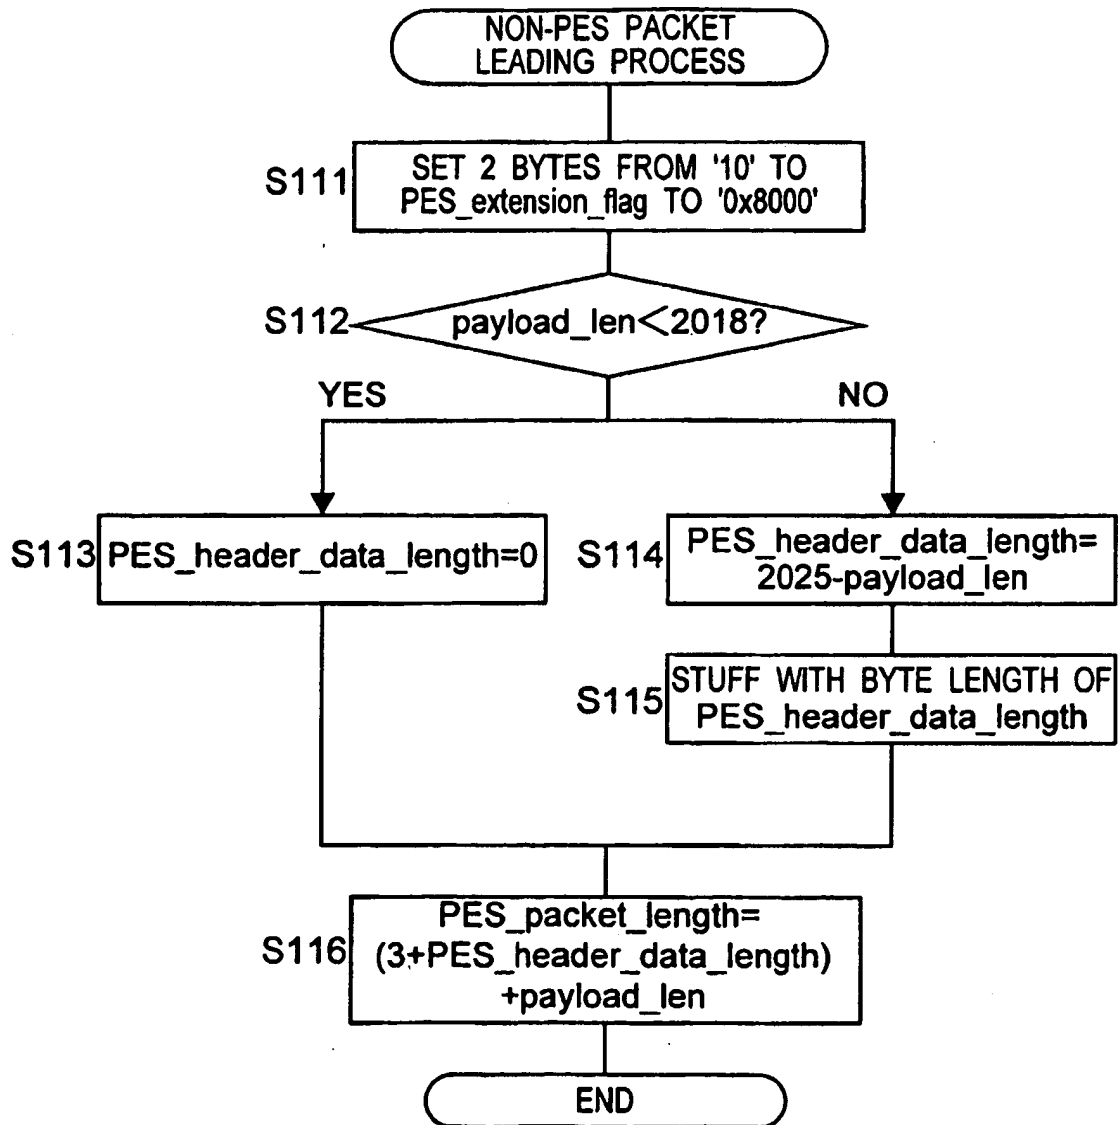 NON-PES PACKET
LEADING PROCESS
S111
SET 2 BYTES FROM '10' TO
PES_extension_flag TO '0x8000'
S112
payload_len<2018?
YES
NO
S113
PES_header_data_length=0
S114
PES_header_data_length=
2025-payload_len
S115
STUFF WITH BYTE LENGTH OF
PES_header_data_length
S116
PES_packet_length=
(3+PES_header_data_length)
+payload_len
END